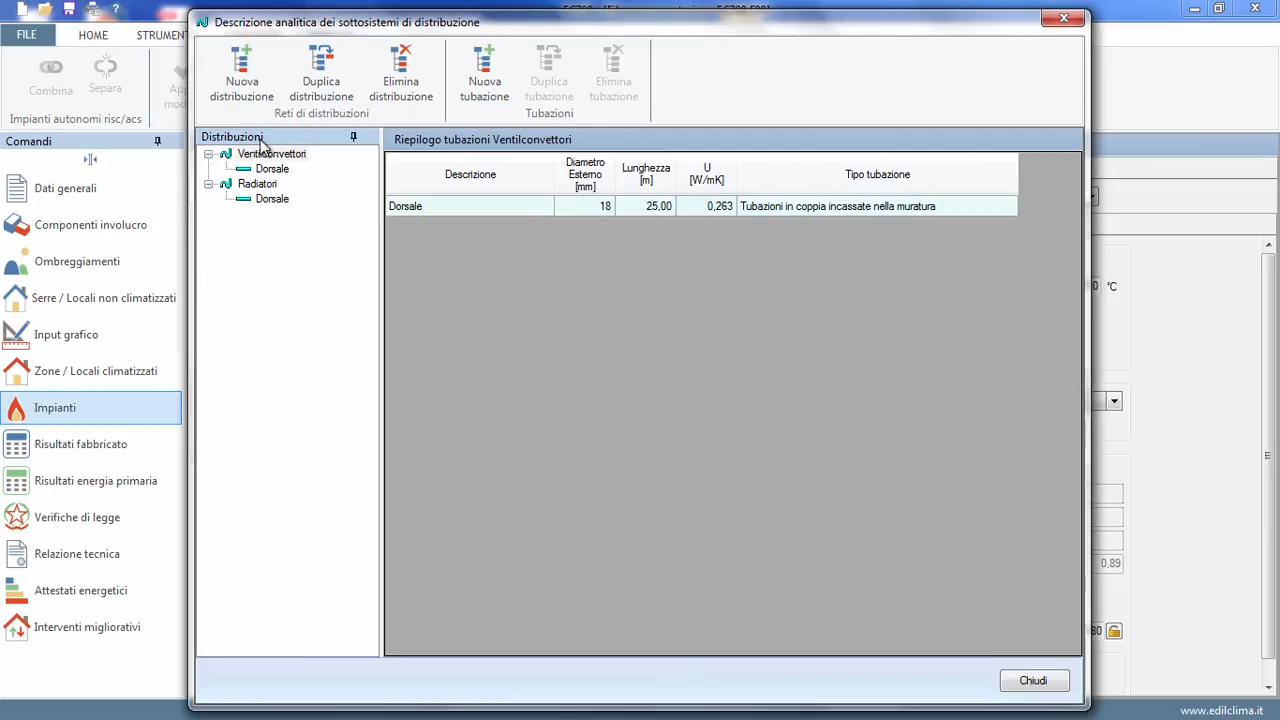 Descrizione analitica dei sottosistemi di distribuzione
FILE
HOME
STRUMEN
Combina
Separa
Impianti autonomi risc/acs
Nuova distribuzione
Duplica distribuzione
Elimina distribuzione
Reti di distribuzioni
Nuova tubazione
Duplica tubazione
Elimina tubazione
Tubazioni
Comandi
Dati generali
Componenti involucro
Ombreggiamenti
Serre / Locali non climatizzati
Input grafico
Zone / Locali climatizzati
Impianti
Risultati fabbricato
Risultati energia primaria
Verifiche di legge
Relazione tecnica
Attestati energetici
Interventi migliorativi
Distribuzioni
Ventilconvettori
Dorsale
Radiatori
Dorsale
Riepilogo tubazioni Ventilconvettori
Descrizione
Diametro Esterno [mm]
Lunghezza [m]
U [W/mK]
Tipo tubazione
Dorsale 18 25,00 0,263 Tubazioni in coppia incassate nella muratura
0 °C
0,89
80
Chiudi
www.edilclima.it